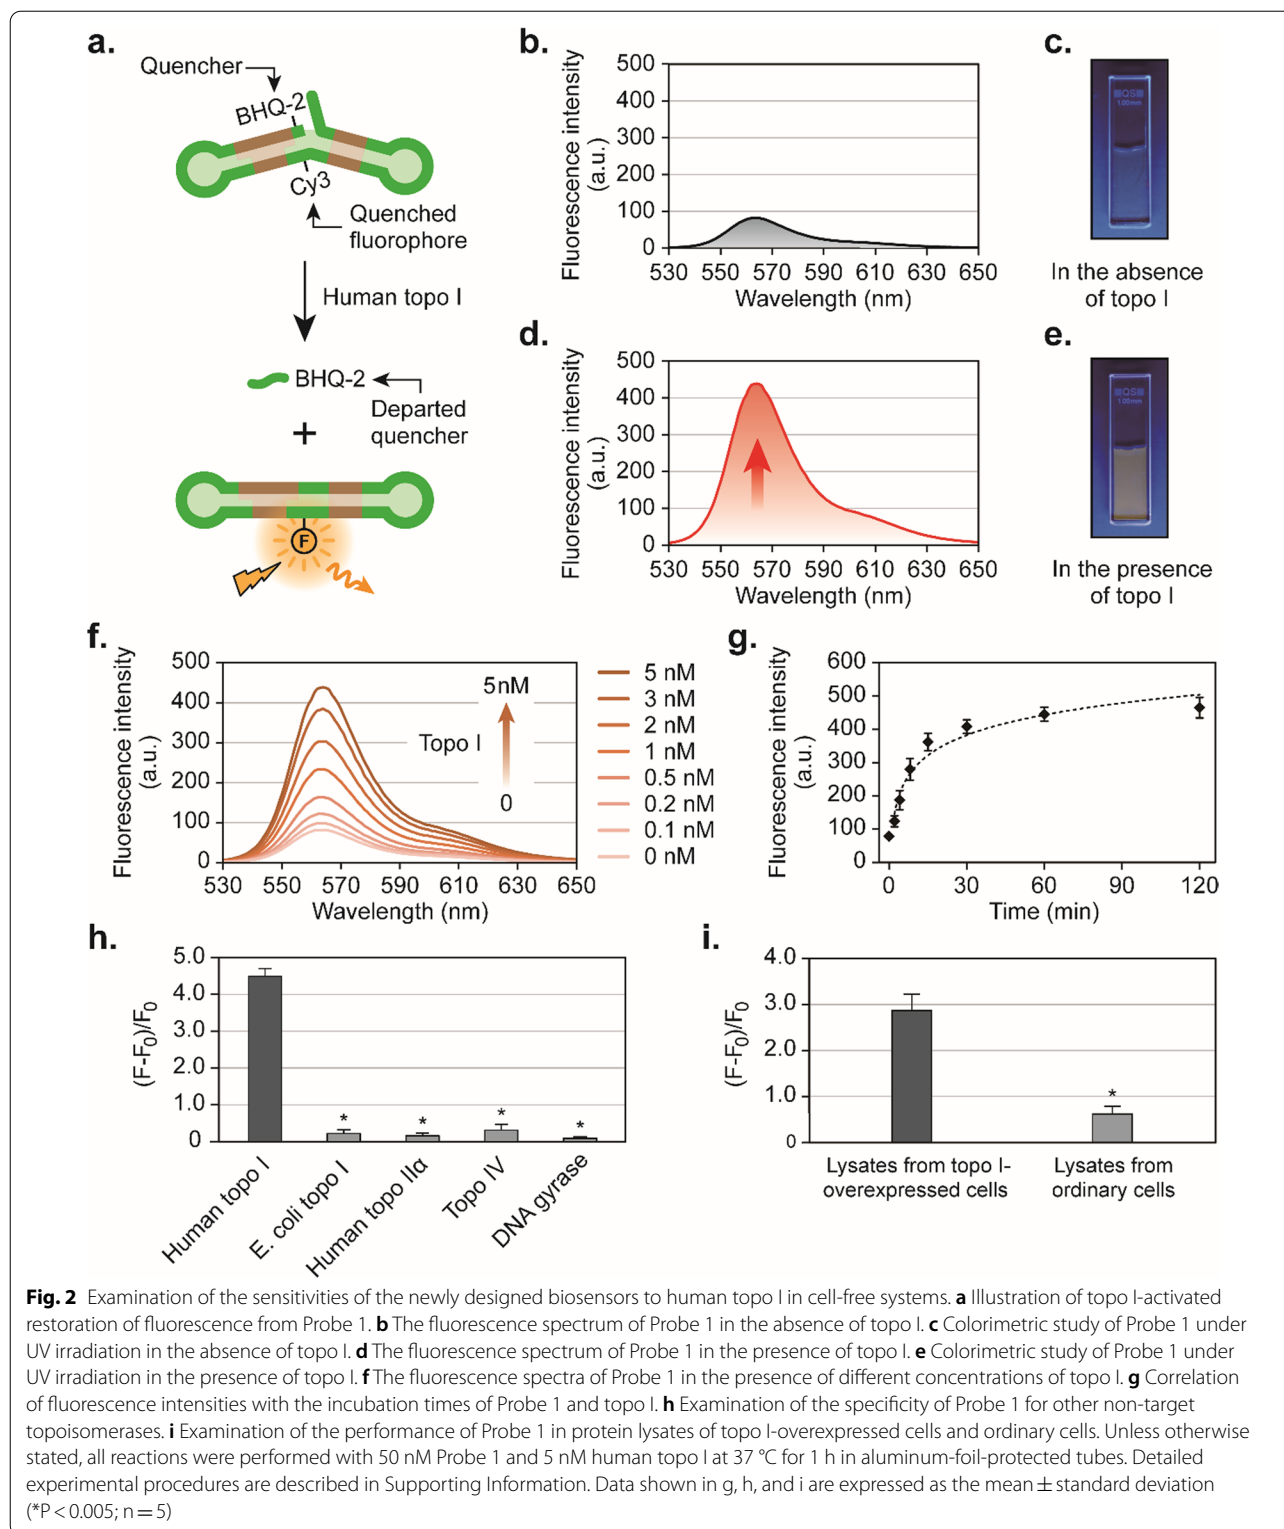 a.
Quencher
BHQ-2
Cy3
Quenched
fluorophore
Human topo I
BHQ-2
Departed
quencher
+
F
b.
Fluorescence intensity
(a.u.)
500
400
300
200
100
0
530 550 570 590 610 630 650
Wavelength (nm)
c.
QS
1.00mm
In the absence
of topo I
d.
Fluorescence intensity
(a.u.)
500
400
300
200
100
0
530 550 570 590 610 630 650
Wavelength (nm)
e.
QS
1.00mm
In the presence
of topo I
f.
Fluorescence intensity
(a.u.)
500
400
300
200
100
0
530 550 570 590 610 630 650
Wavelength (nm)
5nM
Topo I
0
5 nM
3 nM
2 nM
1 nM
0.5 nM
0.2 nM
0.1 nM
0 nM
g.
Fluorescence intensity
(a.u.)
600
500
400
300
200
100
0
0 30 60 90 120
Time (min)
h.
(F-F0)/F0
5.0
4.0
3.0
2.0
1.0
0
* * * *
Human topo I
E. coli topo I
Human topo IIα
Topo IV
DNA gyrase
i.
(F-F0)/F0
4.0
3.0
2.0
1.0
0
*
Lysates from topo I-
overexpressed cells
Lysates from
ordinary cells
Fig. 2 Examination of the sensitivities of the newly designed biosensors to human topo I in cell-free systems. a Illustration of topo I-activated
restoration of fluorescence from Probe 1. b The fluorescence spectrum of Probe 1 in the absence of topo I. c Colorimetric study of Probe 1 under
UV irradiation in the absence of topo I. d The fluorescence spectrum of Probe 1 in the presence of topo I. e Colorimetric study of Probe 1 under
UV irradiation in the presence of topo I. f The fluorescence spectra of Probe 1 in the presence of different concentrations of topo I. g Correlation
of fluorescence intensities with the incubation times of Probe 1 and topo I. h Examination of the specificity of Probe 1 for other non-target
topoisomerases. i Examination of the performance of Probe 1 in protein lysates of topo I-overexpressed cells and ordinary cells. Unless otherwise
stated, all reactions were performed with 50 nM Probe 1 and 5 nM human topo I at 37 °C for 1 h in aluminum-foil-protected tubes. Detailed
experimental procedures are described in Supporting Information. Data shown in g, h, and i are expressed as the mean ± standard deviation
(*P < 0.005; n = 5)